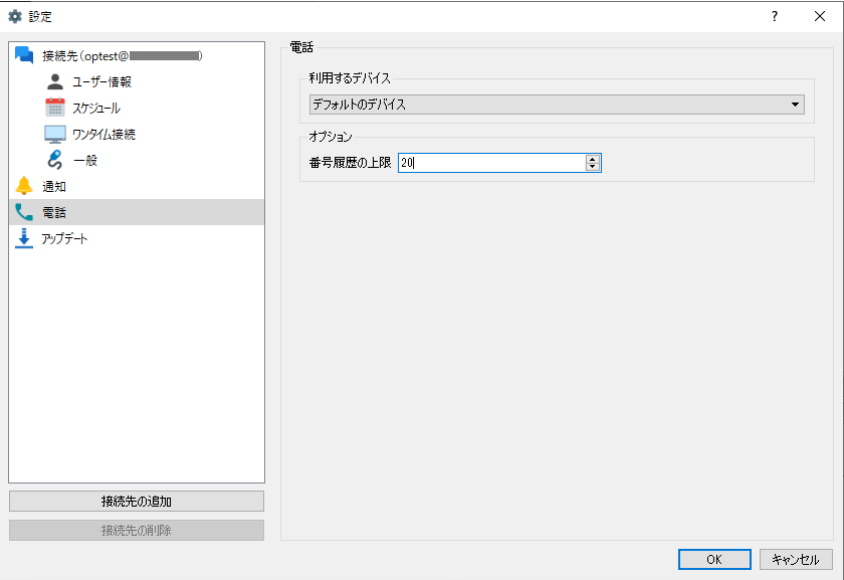 設定
?
接続先(optest@ )
ユーザー情報
スケジュール
ワンタイム接続
一般
通知
電話
アップデート
接続先の追加
接続先の削除
電話
利用するデバイス
デフォルトのデバイス
オプション
番号履歴の上限 20
OK
キャンセル